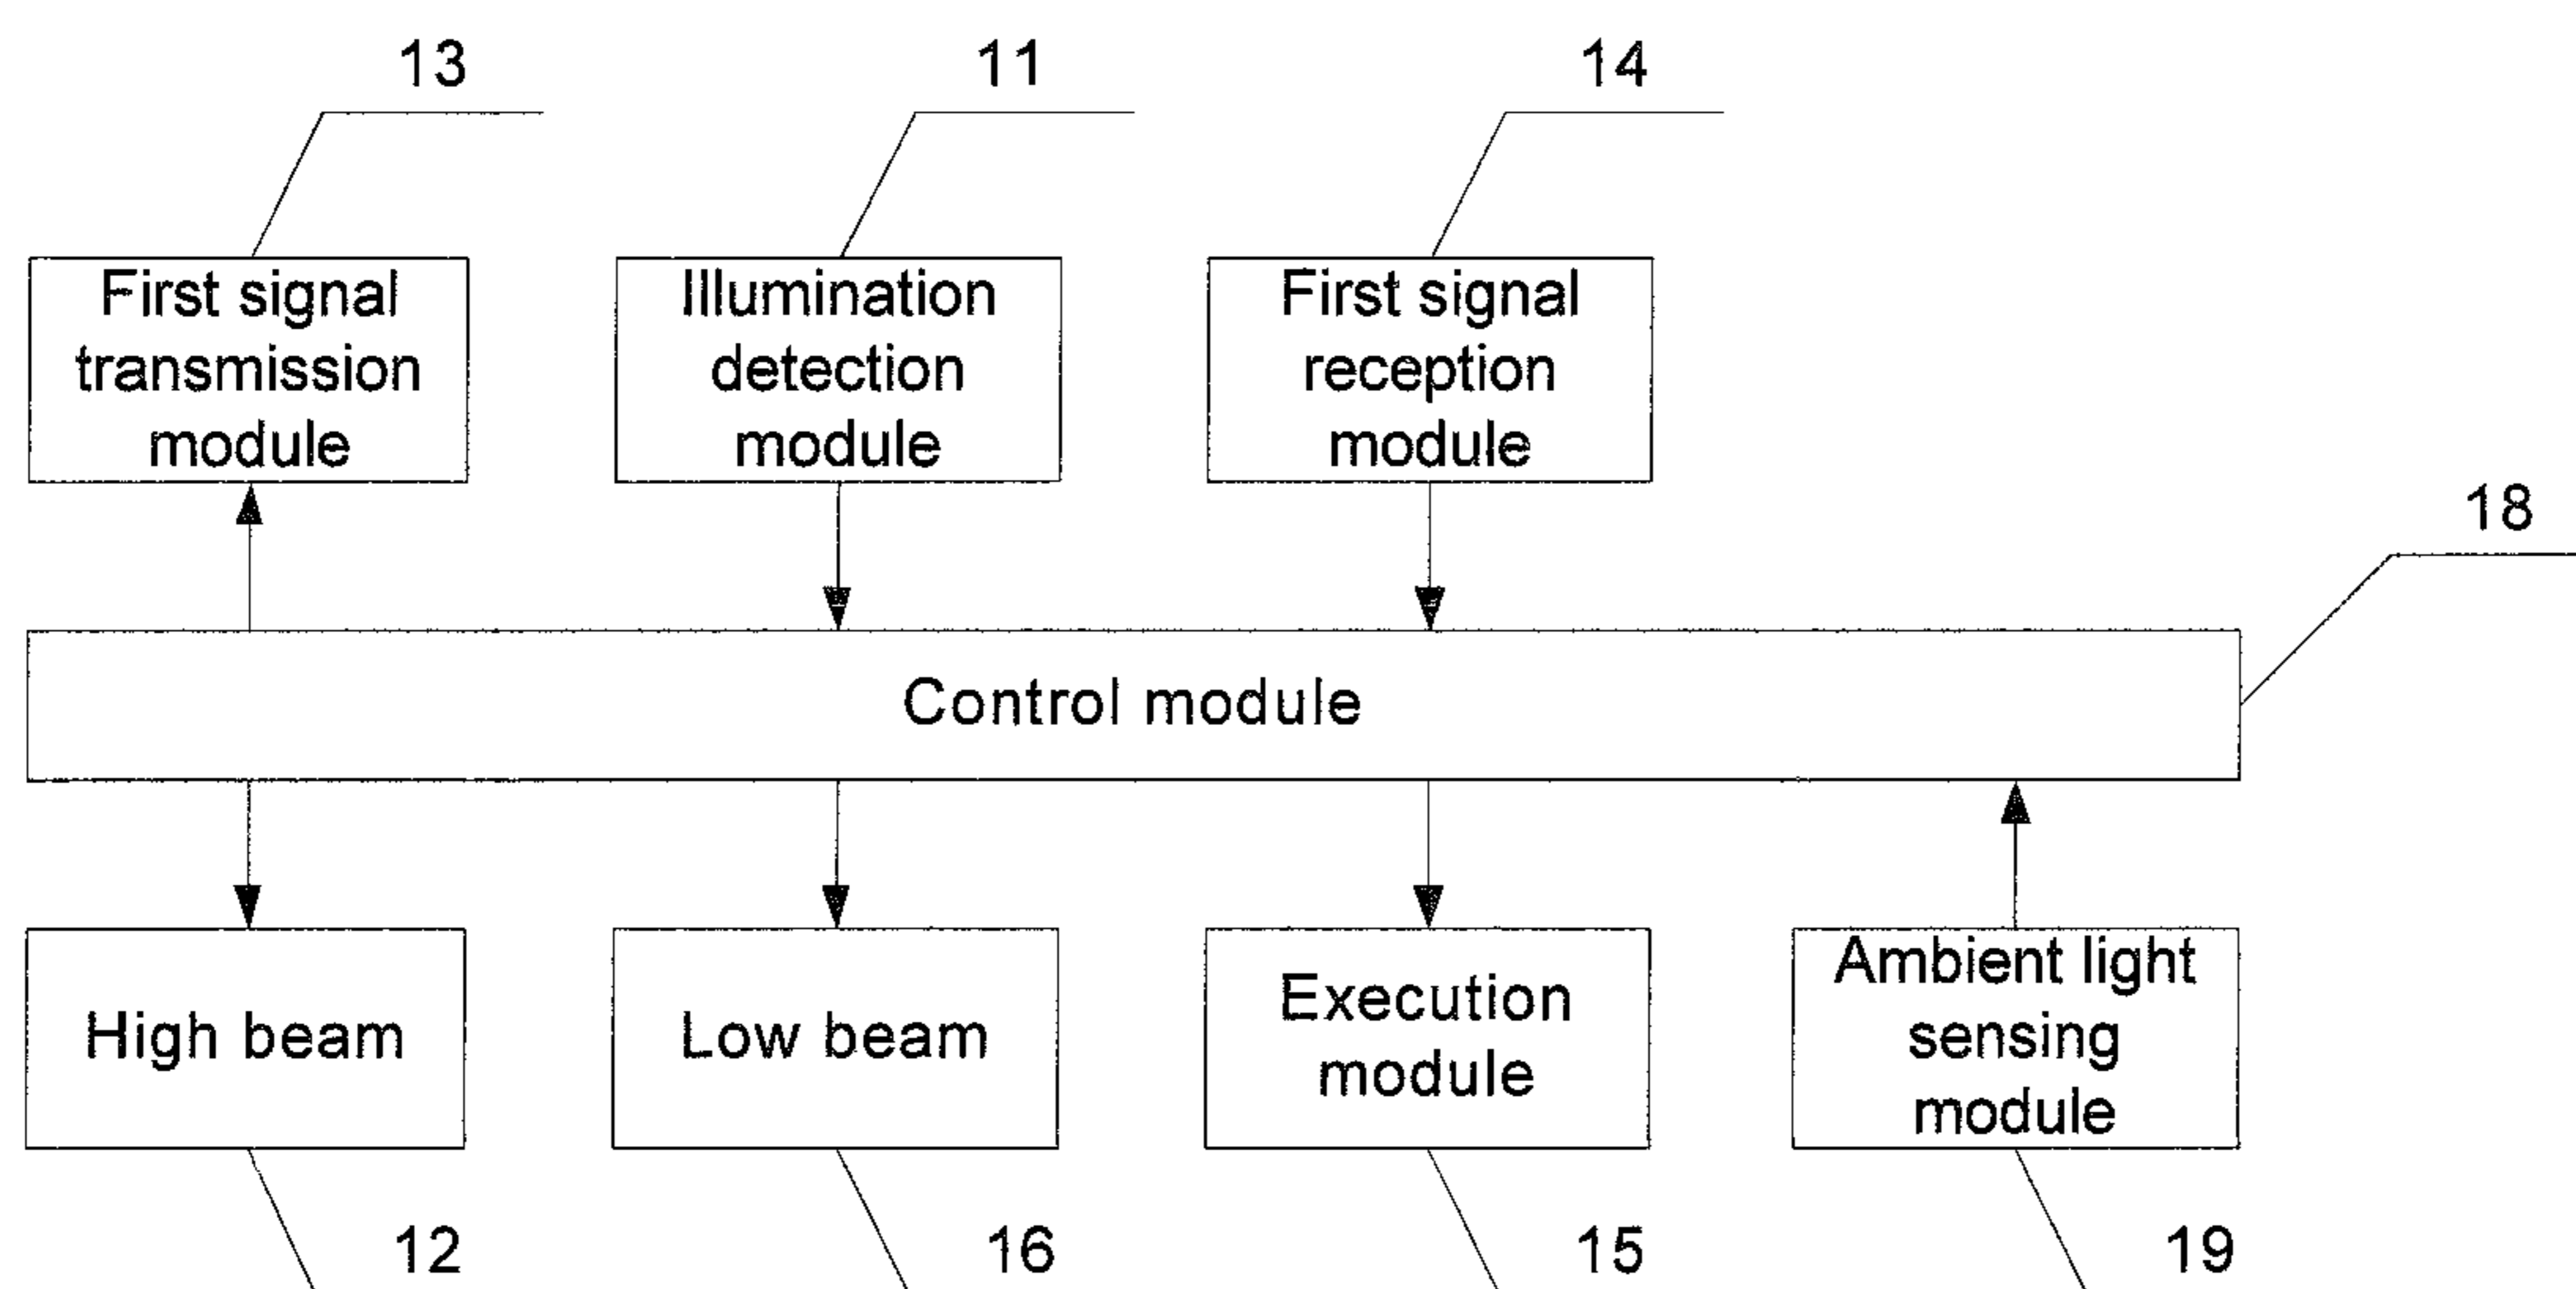 13
11
14
First signal
transmission
module
Illumination
detection
module
First signal
reception
module
18
Control module
High beam
Low beam
Execution
module
Ambient light
sensing
module
12
16
15
19